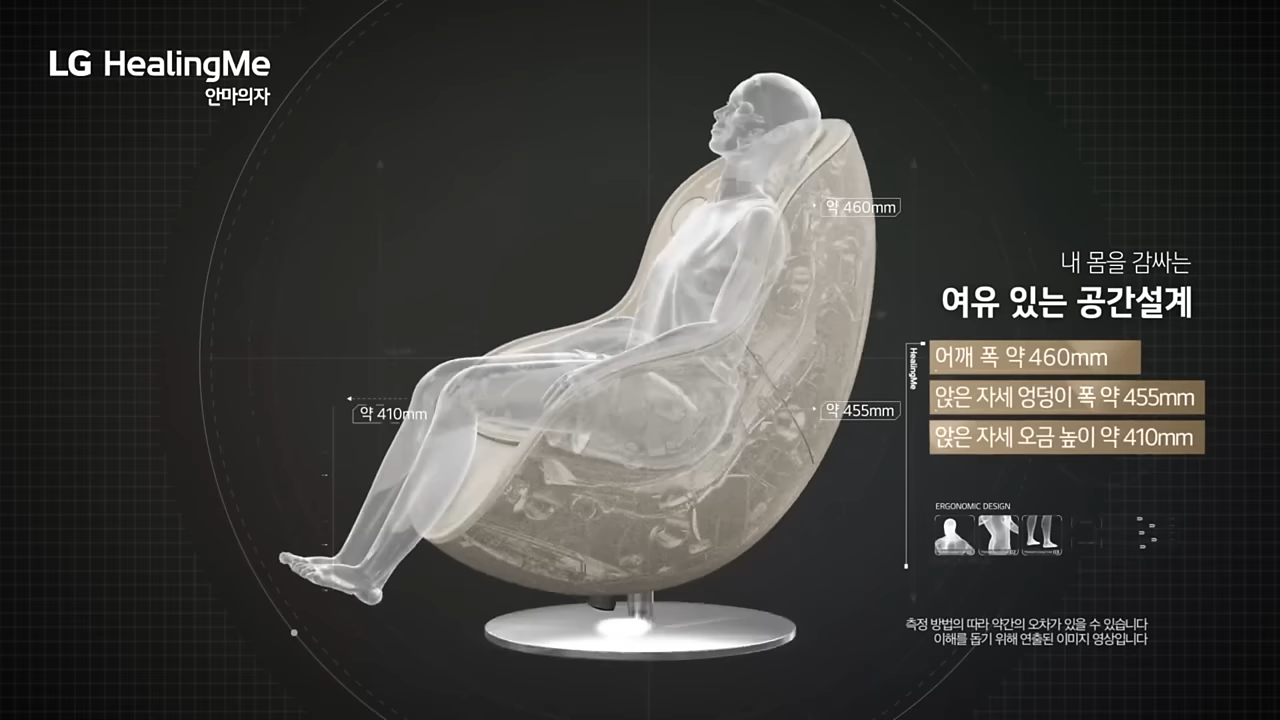 LG HealingMe
안마의자
약 460mm
내 몸을 감싸는
여유 있는 공간설계
HealingMe
어깨 폭 약 460mm
앉은 자세 엉덩이 폭 약 455mm
앉은 자세 오금 높이 약 410mm
약 410mm
약 455mm
ERGONOMIC DESIGN
측정 방법의 따라 약간의 오차가 있을 수 있습니다
이해를 돕기 위해 연출된 이미지 영상입니다